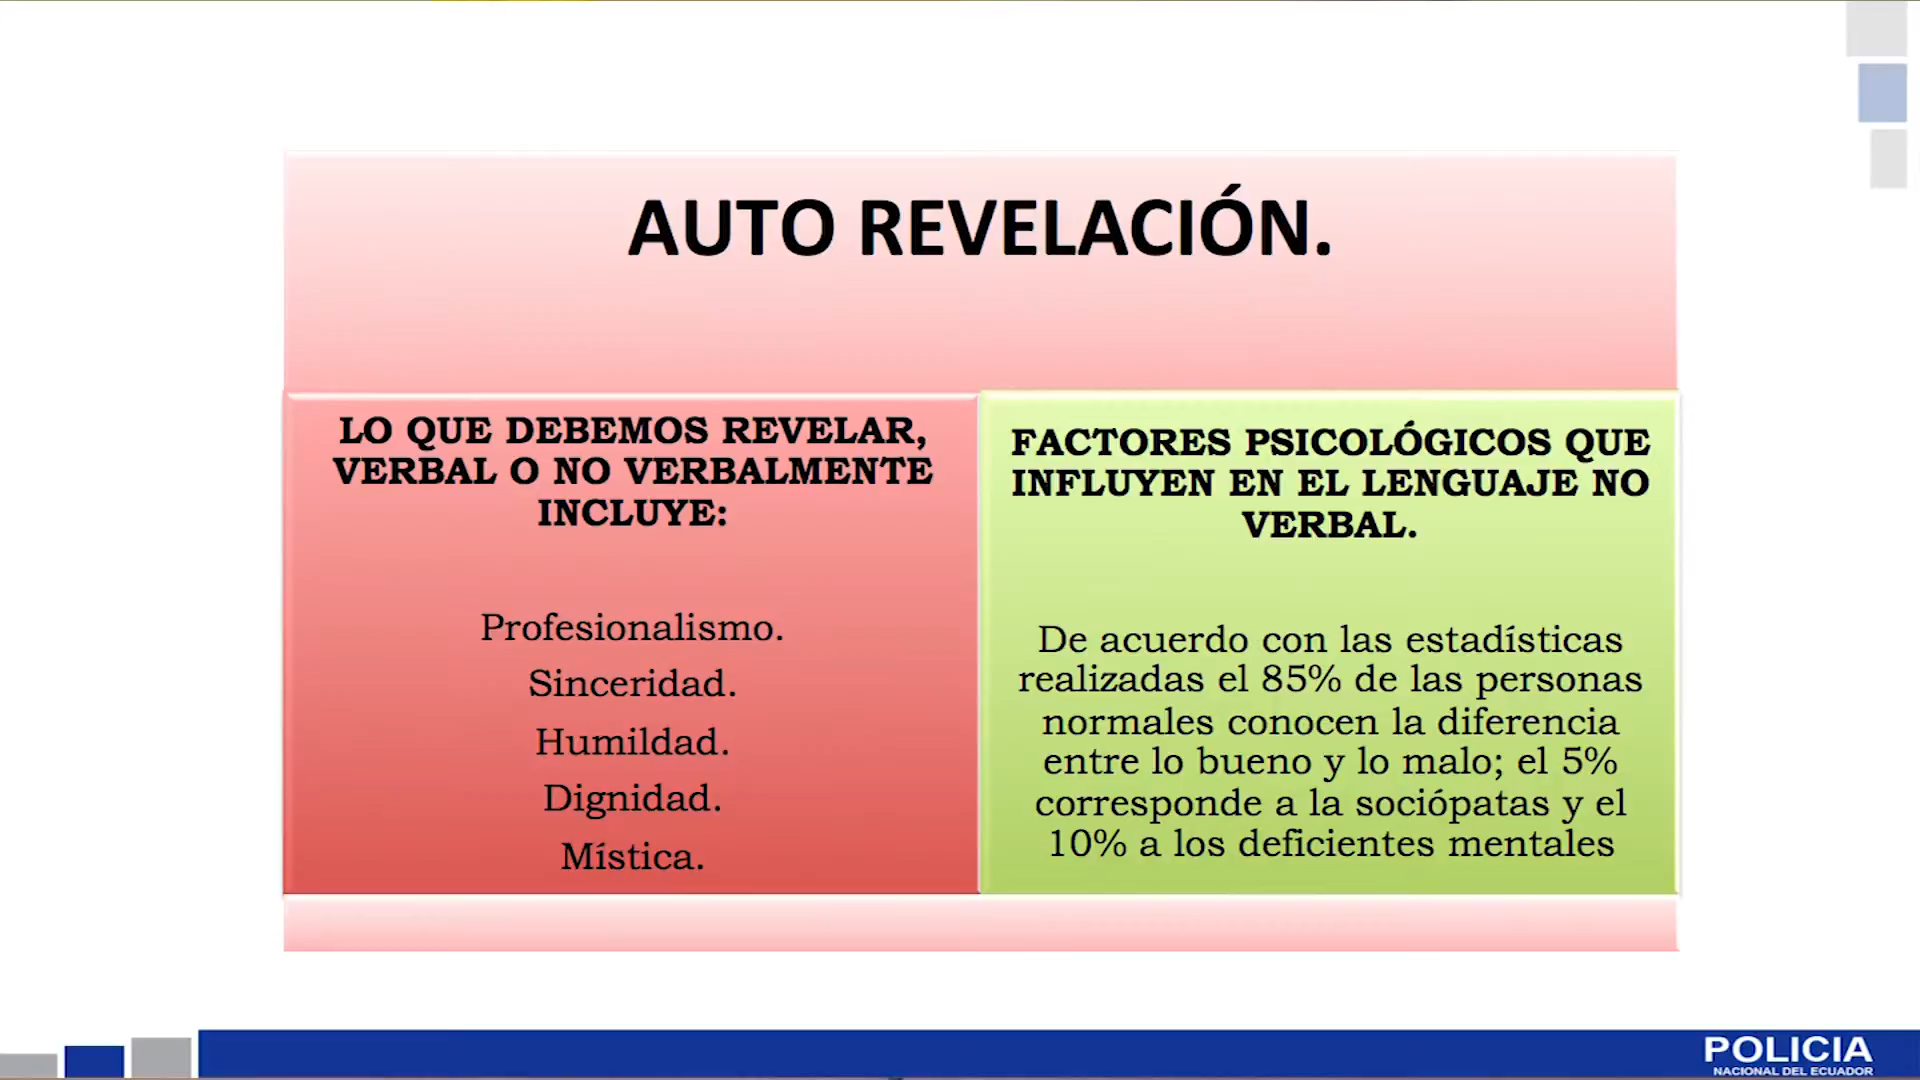 AUTO REVELACIÓN.
LO QUE DEBEMOS REVELAR,
VERBAL O NO VERBALMENTE
INCLUYE:
Profesionalismo.
Sinceridad.
Humildad.
Dignidad.
Mística.
FACTORES PSICOLÓGICOS QUE
INFLUYEN EN EL LENGUAJE NO
VERBAL.
De acuerdo con las estadísticas
realizadas el 85% de las personas
normales conocen la diferencia
entre lo bueno y lo malo; el 5%
corresponde a la sociópatas y el
10% a los deficientes mentales
POLICIA
NACIONAL DEL ECUADOR